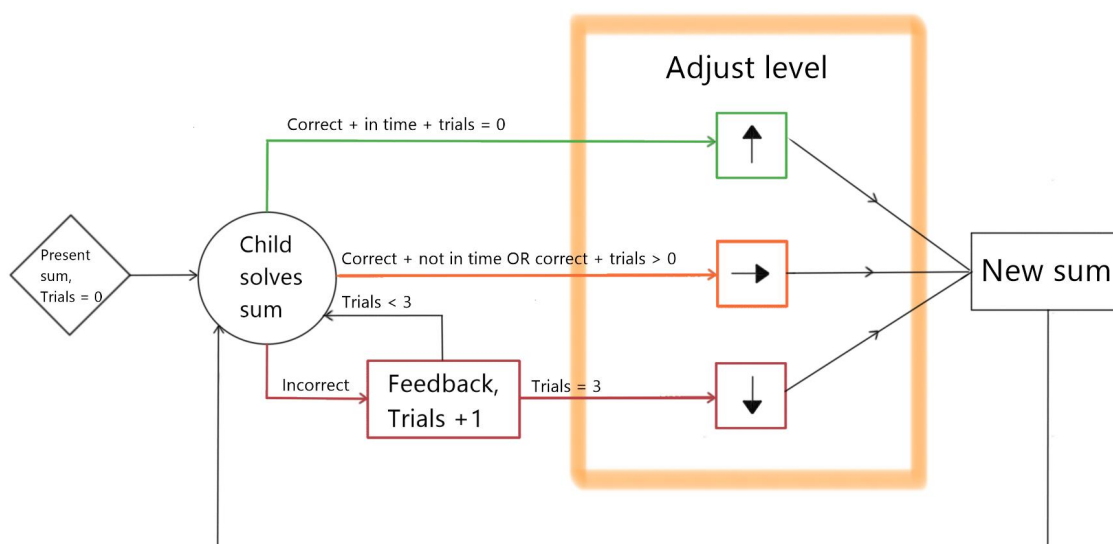 Adjust level
Correct + in time + trials = 0
Present
sum,
Trials = 0
Child
solves
sum
Correct + not in time OR correct + trials > 0
New sum
Trials < 3
Incorrect
Feedback,
Trials +1
Trials = 3